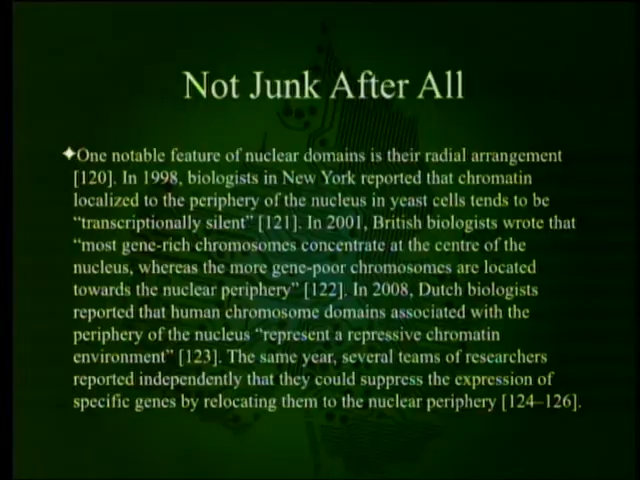 Not Junk After All
✦One notable feature of nuclear domains is their radial arrangement
[120]. In 1998, biologists in New York reported that chromatin
localized to the periphery of the nucleus in yeast cells tends to be
“transcriptionally silent” [121]. In 2001, British biologists wrote that
“most gene-rich chromosomes concentrate at the centre of the
nucleus, whereas the more gene-poor chromosomes are located
towards the nuclear periphery” [122]. In 2008, Dutch biologists
reported that human chromosome domains associated with the
periphery of the nucleus “represent a repressive chromatin
environment” [123]. The same year, several teams of researchers
reported independently that they could suppress the expression of
specific genes by relocating them to the nuclear periphery [124–126].